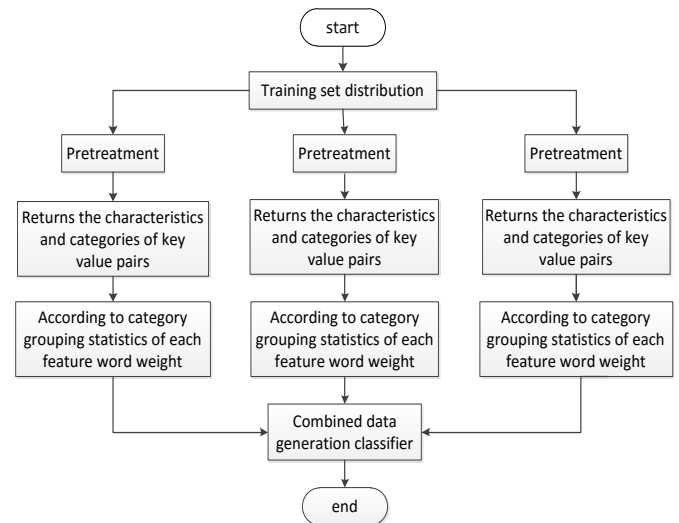 start
Training set distribution
Pretreatment
Pretreatment
Pretreatment
Returns the characteristics
and categories of key
value pairs
Returns the characteristics
and categories of key
value pairs
Returns the characteristics
and categories of key
value pairs
According to category
grouping statistics of each
feature word weight
According to category
grouping statistics of each
feature word weight
According to category
grouping statistics of each
feature word weight
Combined data
generation classifier
end